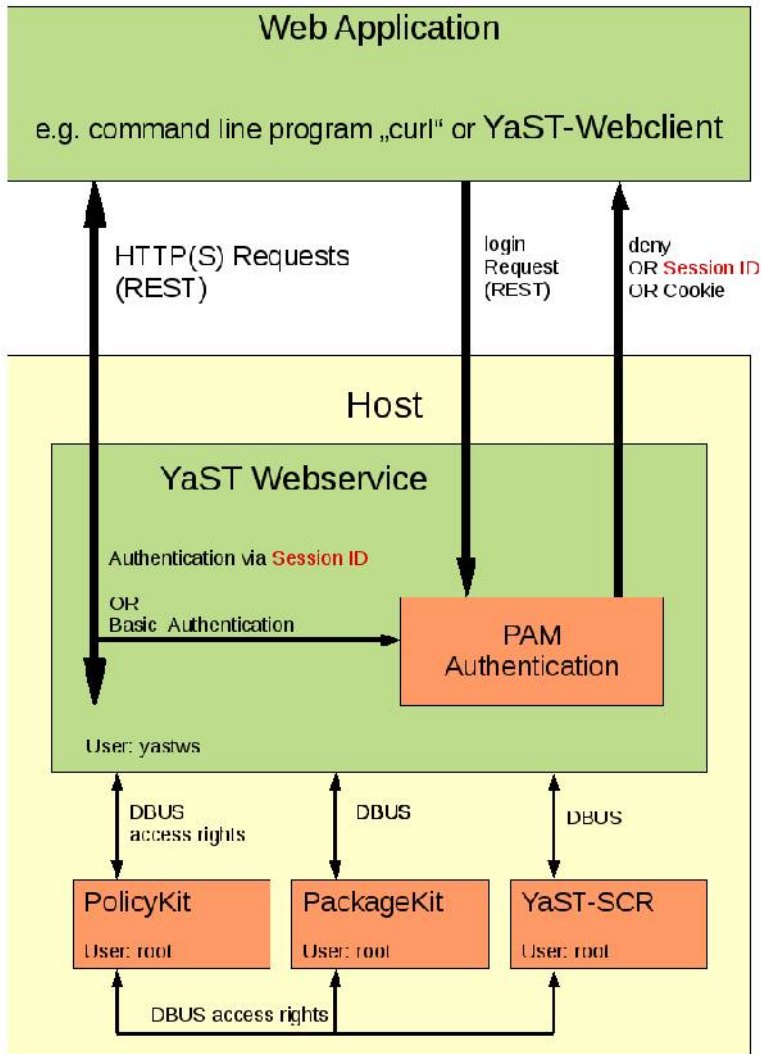 Web Application
e.g. command line program „curl“ or YaST-Webclient
HTTP(S) Requests
(REST)
login
Request
(REST)
deny
OR Session ID
OR Cookie
Host
YaST Webservice
Authentication via Session ID
OR
Basic Authentication
PAM
Authentication
User: yastws
DBUS
access rights
DBUS
DBUS
PolicyKit
User: root
PackageKit
User: root
YaST-SCR
User: root
DBUS access rights